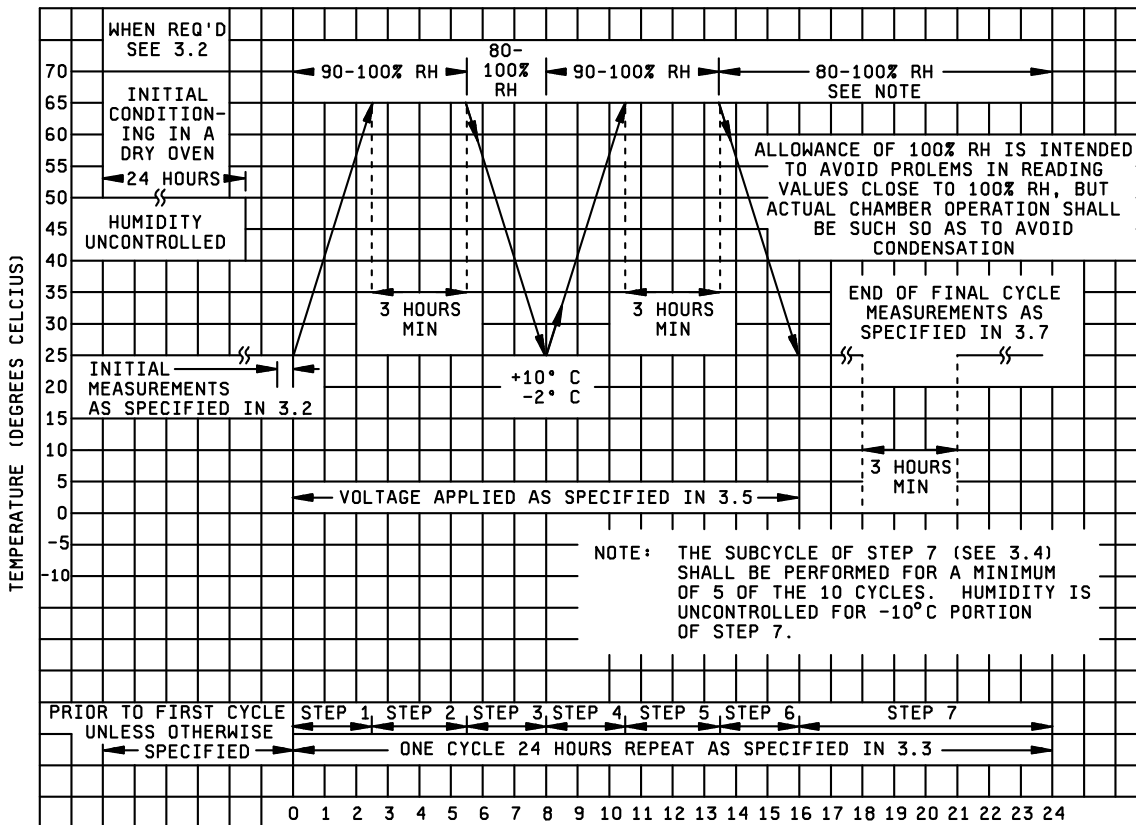 WHEN REQ'D
SEE 3.2
INITIAL
CONDITION-
ING IN A
DRY OVEN
24 HOURS
HUMIDITY
UNCONTROLLED
90-100% RH
80-
100%
RH
90-100% RH
80-100% RH
SEE NOTE
ALLOWANCE OF 100% RH IS INTENDED
TO AVOID PROLEMS IN READING
VALUES CLOSE TO 100% RH, BUT
ACTUAL CHAMBER OPERATION SHALL
BE SUCH SO AS TO AVOID
CONDENSATION
3 HOURS
MIN
3 HOURS
MIN
END OF FINAL CYCLE
MEASUREMENTS AS
SPECIFIED IN 3.7
INITIAL
MEASUREMENTS
AS SPECIFIED IN 3.2
+10° C
-2° C
3 HOURS
MIN
VOLTAGE APPLIED AS SPECIFIED IN 3.5
NOTE: THE SUBCYCLE OF STEP 7 (SEE 3.4)
SHALL BE PERFORMED FOR A MINIMUM
OF 5 OF THE 10 CYCLES. HUMIDITY IS
UNCONTROLLED FOR -10°C PORTION
OF STEP 7.
TEMPERATURE (DEGREES CELCIUS)
70
65
60
55
50
45
40
35
30
25
20
15
10
5
0
-5
-10
PRIOR TO FIRST CYCLE
UNLESS OTHERWISE
SPECIFIED
STEP 1 STEP 2 STEP 3 STEP 4 STEP 5 STEP 6 STEP 7
ONE CYCLE 24 HOURS REPEAT AS SPECIFIED IN 3.3
0 1 2 3 4 5 6 7 8 9 10 11 12 13 14 15 16 17 18 19 20 21 22 23 24